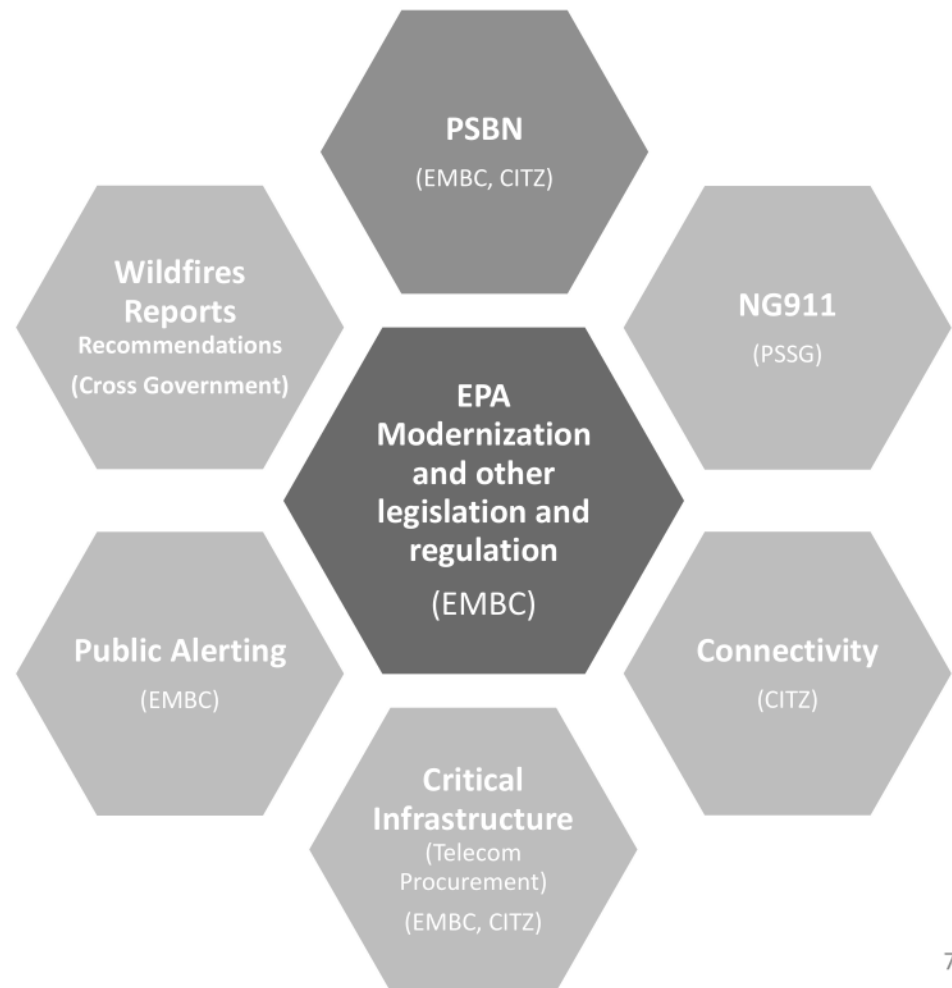 PSBN
(EMBC, CITZ)
Wildfires
Reports
Recommendations
(Cross Government)
NG911
(PSSG)
EPA
Modernization
and other
legislation and
regulation
(EMBC)
Public Alerting
(EMBC)
Connectivity
(CITZ)
Critical
Infrastructure
(Telecom
Procurement)
(EMBC, CITZ)
7